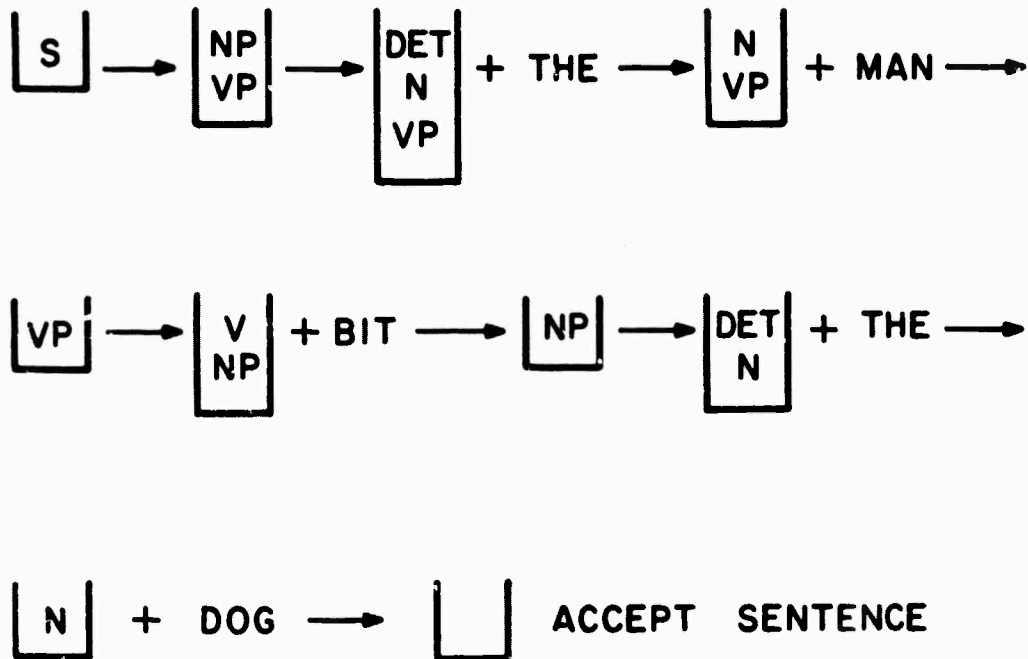 S → NP VP → DET N VP + THE → N VP + MAN →
VP → V NP + BIT → NP → DET N + THE →
N + DOG → ACCEPT SENTENCE